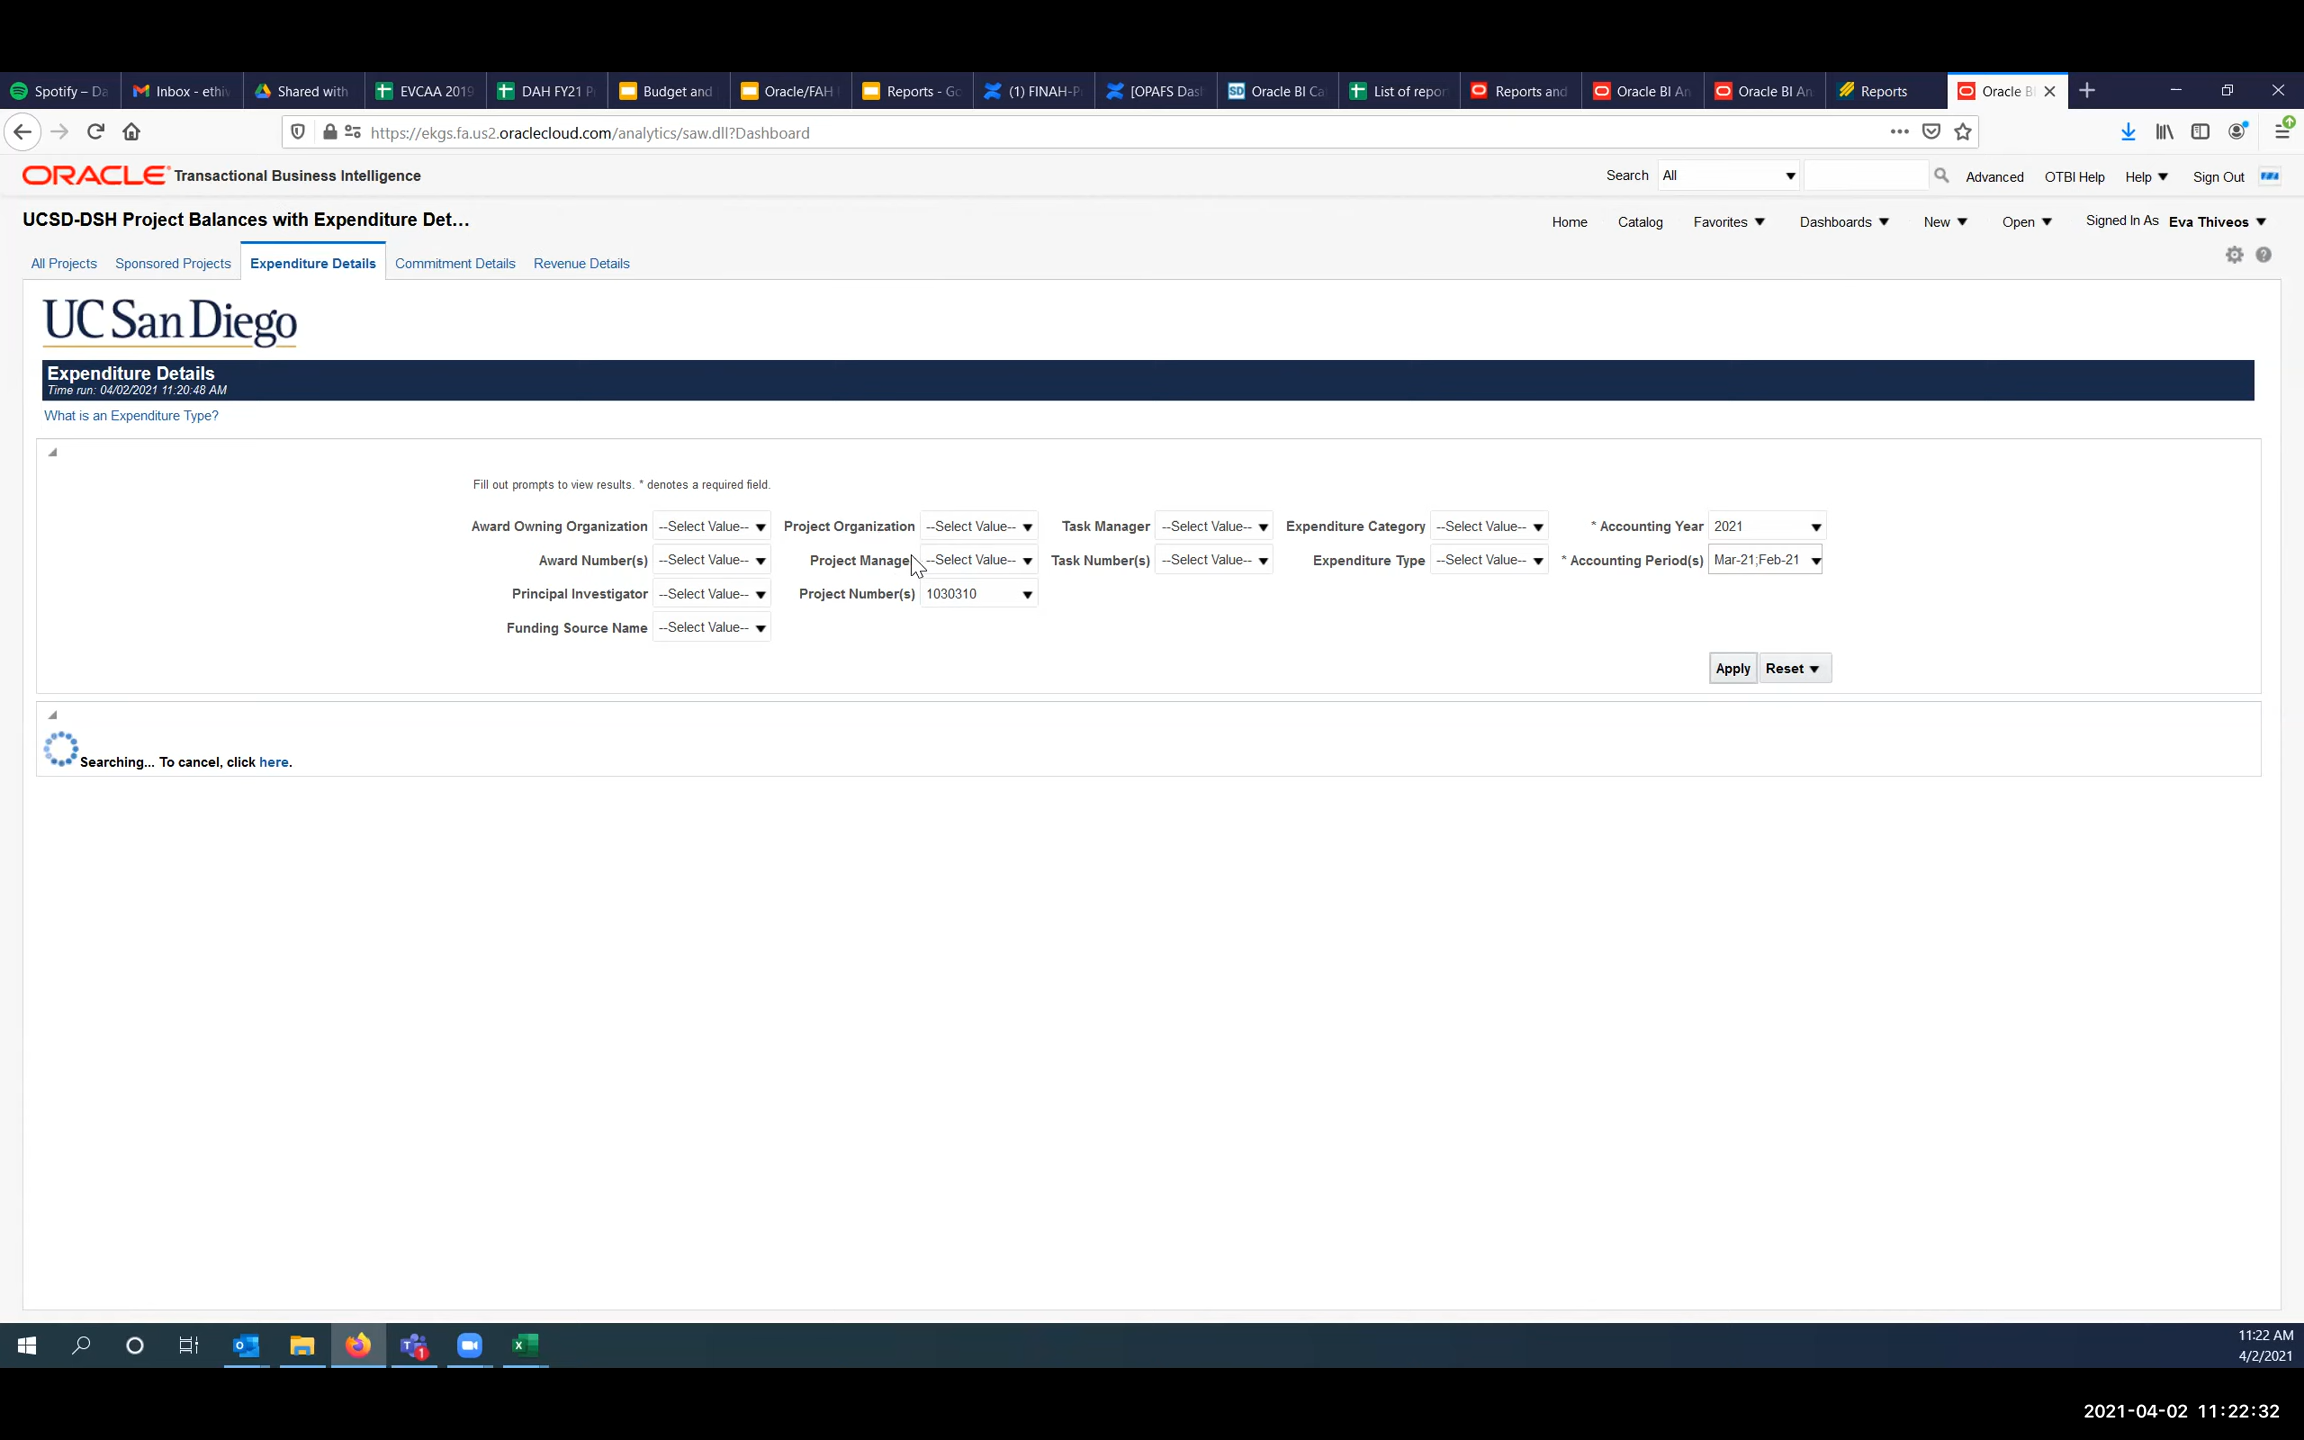 Spotify – Da
Inbox - ethiv
Shared with
EVCAA 2019
DAH FY21 P
Budget and
Oracle/FAH
Reports - Go
(1) FINAH-P
[OPAFS Das
Oracle BI Ca
List of repor
Reports and
Oracle BI An
Oracle BI An
Reports
Oracle B
https://ekgs.fa.us2.oraclecloud.com/analytics/saw.dll?Dashboard
ORACLE Transactional Business Intelligence
Search All
Advanced OTBI Help Help Sign Out
UCSD-DSH Project Balances with Expenditure Det...
Home Catalog Favorites Dashboards New Open Signed In As Eva Thiveos
All Projects Sponsored Projects Expenditure Details Commitment Details Revenue Details
UC San Diego
Expenditure Details
Time run: 04/02/2021 11:20:48 AM
What is an Expenditure Type?
Fill out prompts to view results. * denotes a required field.
Award Owning Organization --Select Value-- Project Organization --Select Value-- Task Manager --Select Value-- Expenditure Category --Select Value-- * Accounting Year 2021
Award Number(s) --Select Value-- Project Manager --Select Value-- Task Number(s) --Select Value-- Expenditure Type --Select Value-- * Accounting Period(s) Mar-21;Feb-21
Principal Investigator --Select Value-- Project Number(s) 1030310
Funding Source Name --Select Value--
Apply Reset
Searching... To cancel, click here.
11:22 AM
4/2/2021
2021-04-02 11:22:32